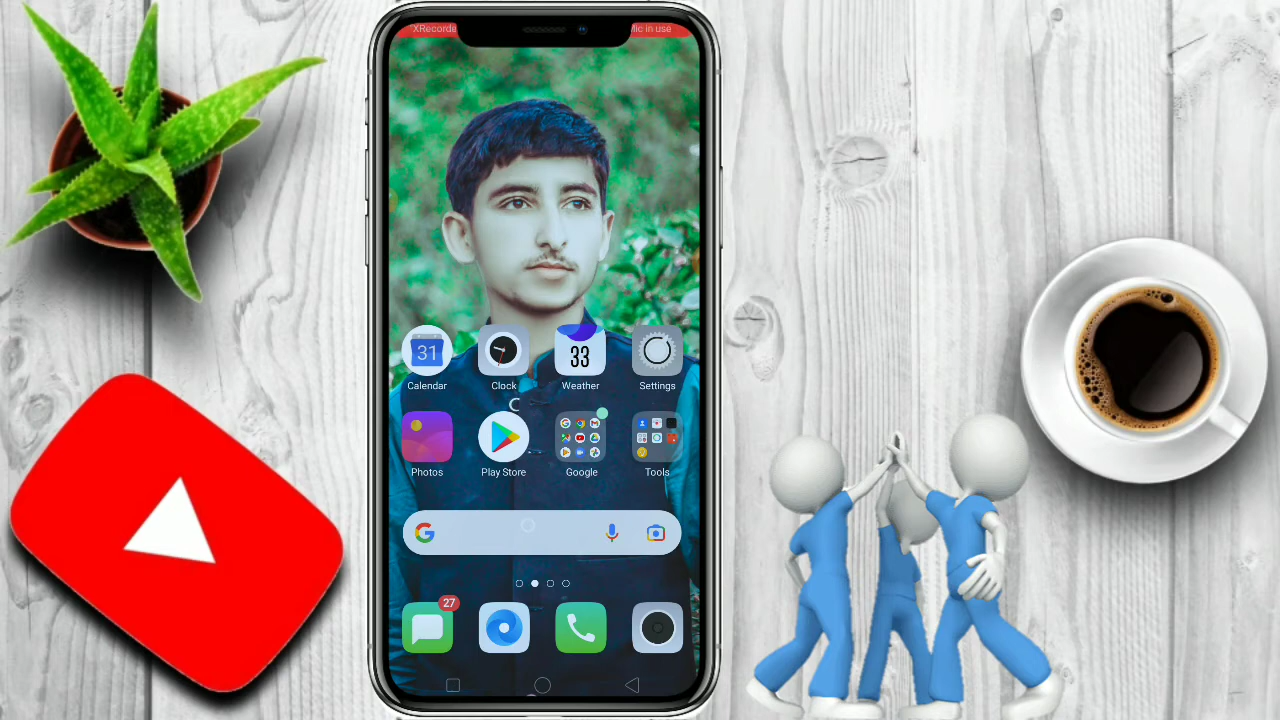 XRecorde
Mic in use
31
33
Calendar
Clock
Weather
Settings
C
Photos
Play Store
Google
Tools
27